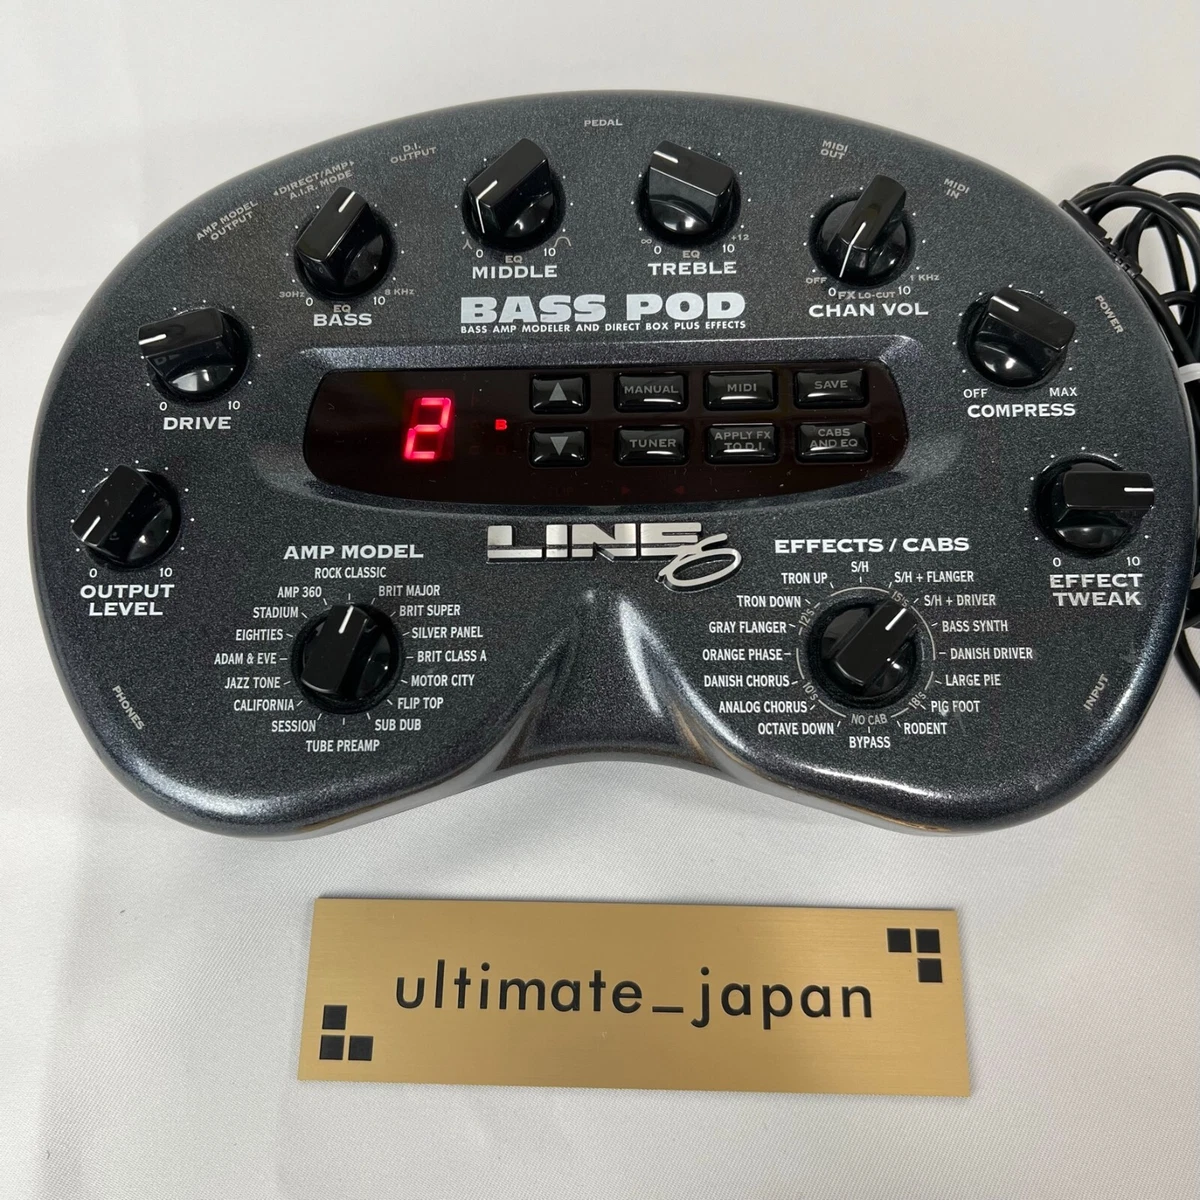 PEDAL
D.I.
OUTPUT
MIDI
OUT
◂DIRECT/AMP▸
A.I.R. MODE
MIDI
IN
AMP MODEL
OUTPUT
0 EQ 10
MIDDLE
∞ 0 EQ 10 +12
TREBLE
30Hz 0 EQ 10 8 KHZ
BASS
OFF 0 FX LO-CUT 10 1 KHZ
CHAN VOL
BASS POD
BASS AMP MODELER AND DIRECT BOX PLUS EFFECTS
POWER
0 10
DRIVE
OFF MAX
COMPRESS
2 B
▲ MANUAL MIDI SAVE
▼ TUNER APPLY FX
TO D.I. CABS
AND EQ
LINE 6
0 10
OUTPUT
LEVEL
0 10
EFFECT
TWEAK
AMP MODEL
ROCK CLASSIC
AMP 360 BRIT MAJOR
STADIUM BRIT SUPER
EIGHTIES SILVER PANEL
ADAM & EVE BRIT CLASS A
JAZZ TONE MOTOR CITY
CALIFORNIA FLIP TOP
SESSION SUB DUB
TUBE PREAMP
EFFECTS / CABS
S/H
TRON UP S/H + FLANGER
TRON DOWN S/H + DRIVER
GRAY FLANGER BASS SYNTH
ORANGE PHASE DANISH DRIVER
DANISH CHORUS LARGE PIE
ANALOG CHORUS PIG FOOT
OCTAVE DOWN RODENT
BYPASS
12'S 15'S
10'S 18'S
NO CAB
PHONES
INPUT
ultimate_japan